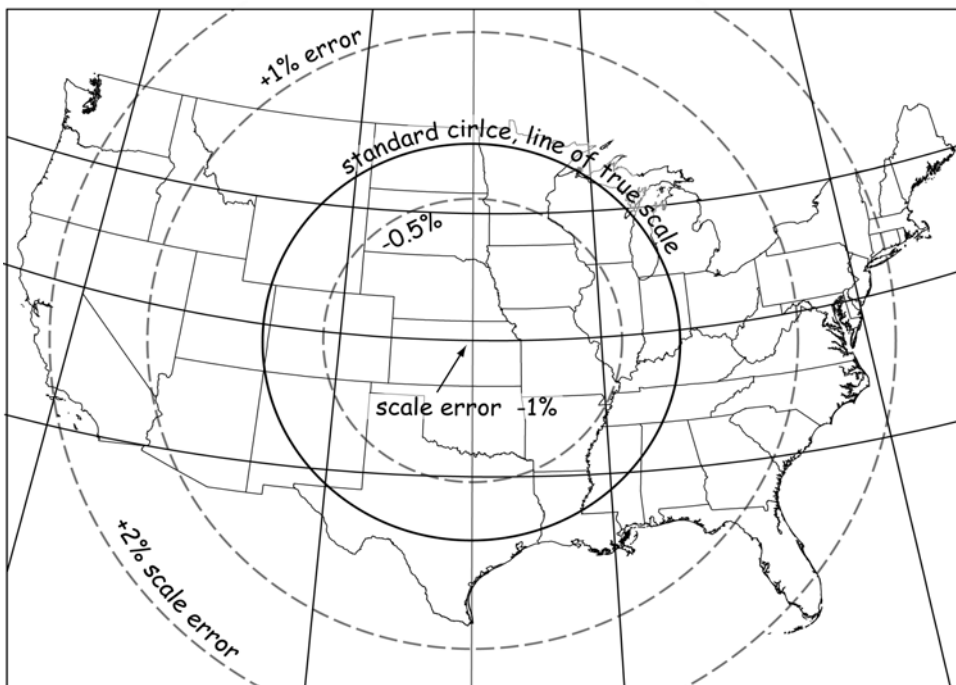 +1% error
standard cirlce, line of true scale
-0.5%
scale error -1%
+2% scale error